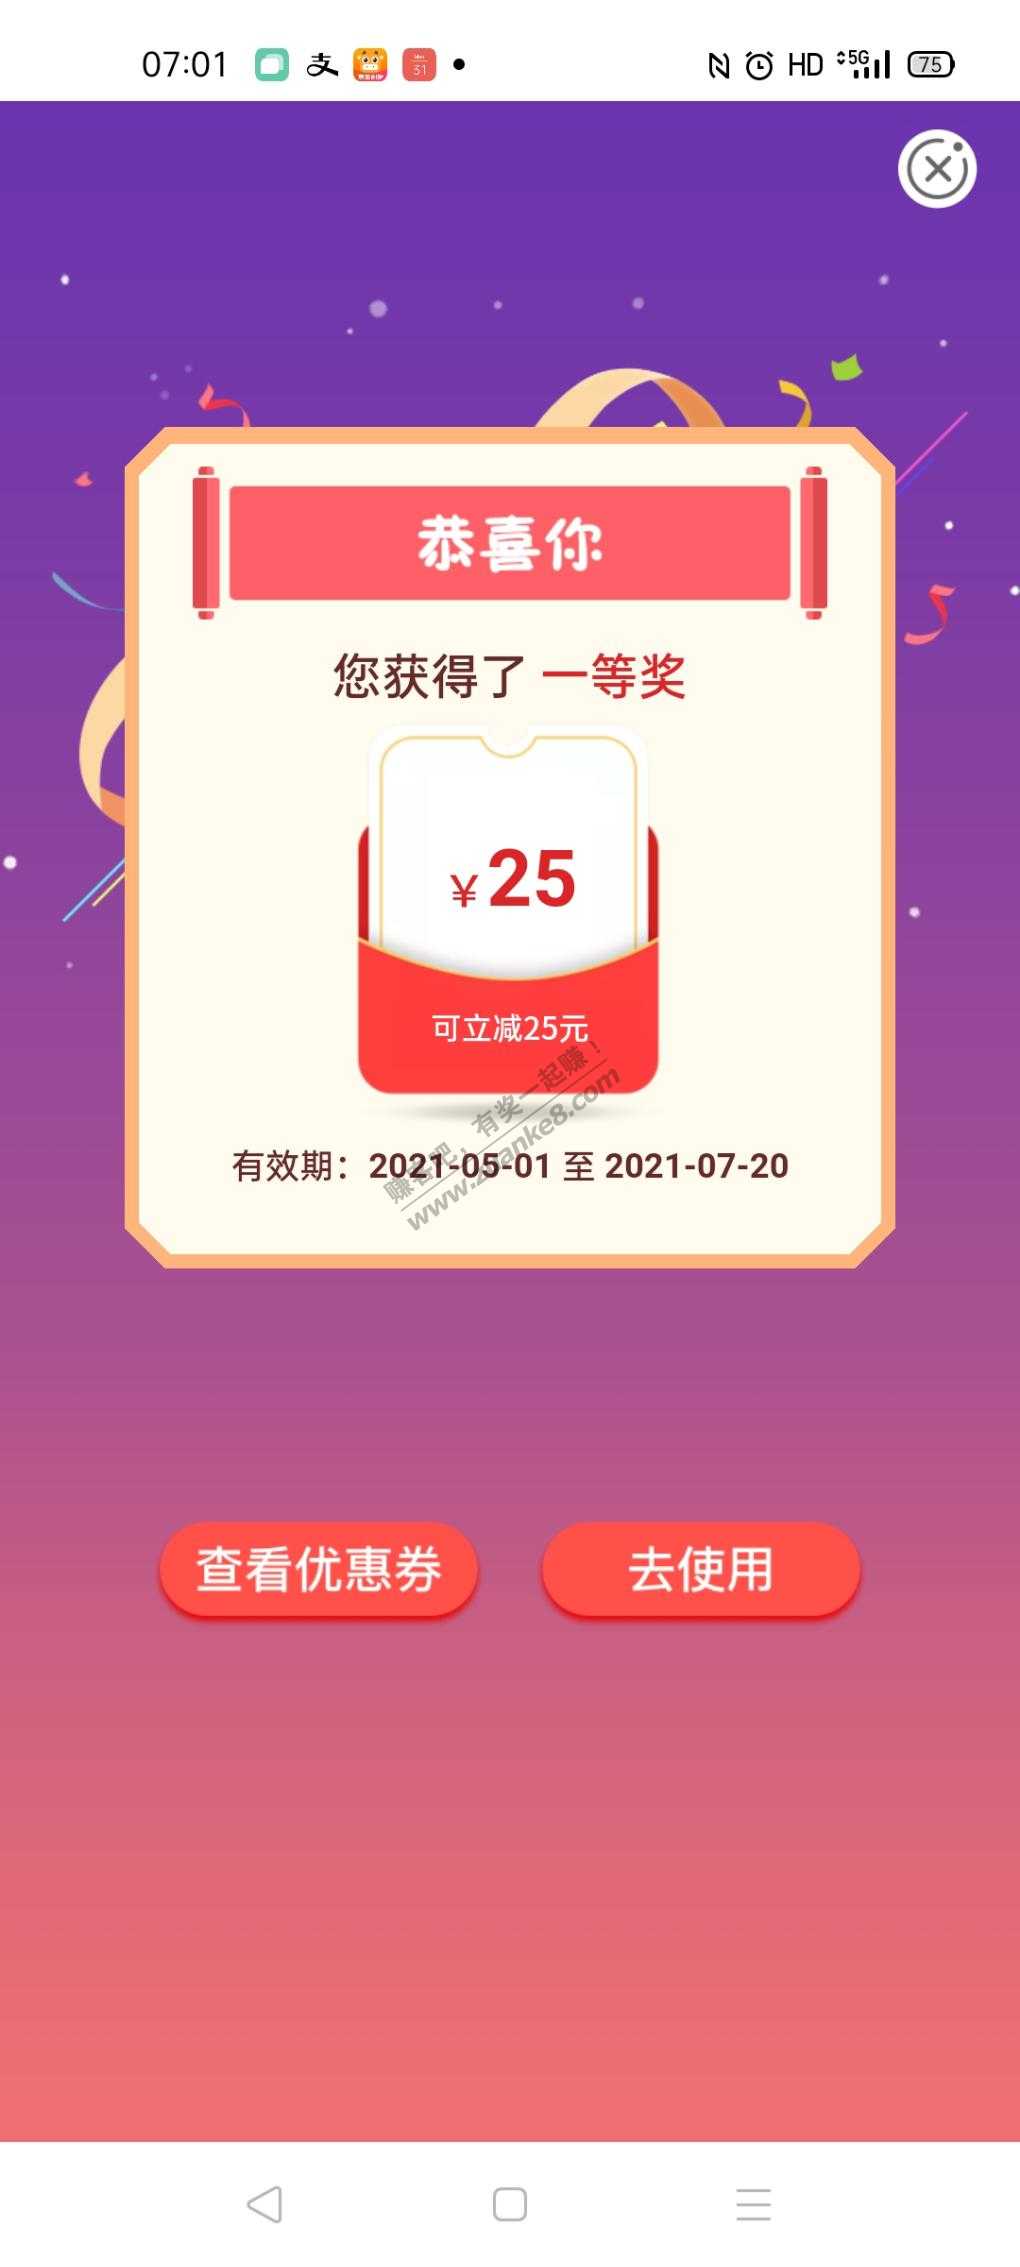 07:01 支 31 HD 5G 75
恭喜你
您获得了 一等奖
¥25
可立减25元
赚客吧，有奖一起赚！
www.zuanke8.com
有效期：2021-05-01 至 2021-07-20
查看优惠券 去使用